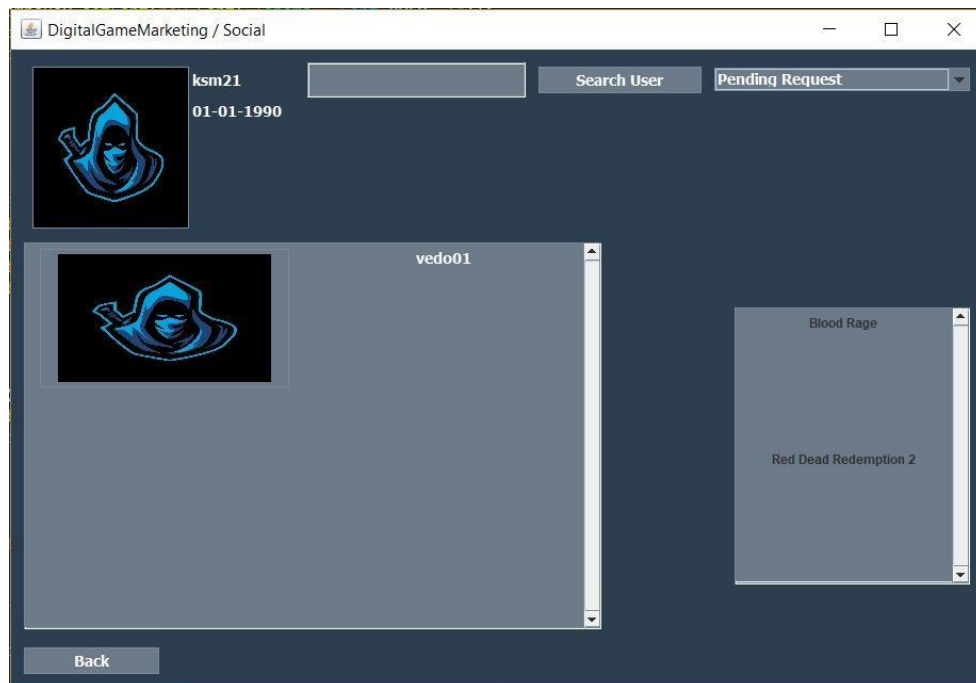 DigitalGameMarketing / Social
ksm21
Search User
Pending Request
01-01-1990
vedo01
Blood Rage
Red Dead Redemption 2
Back